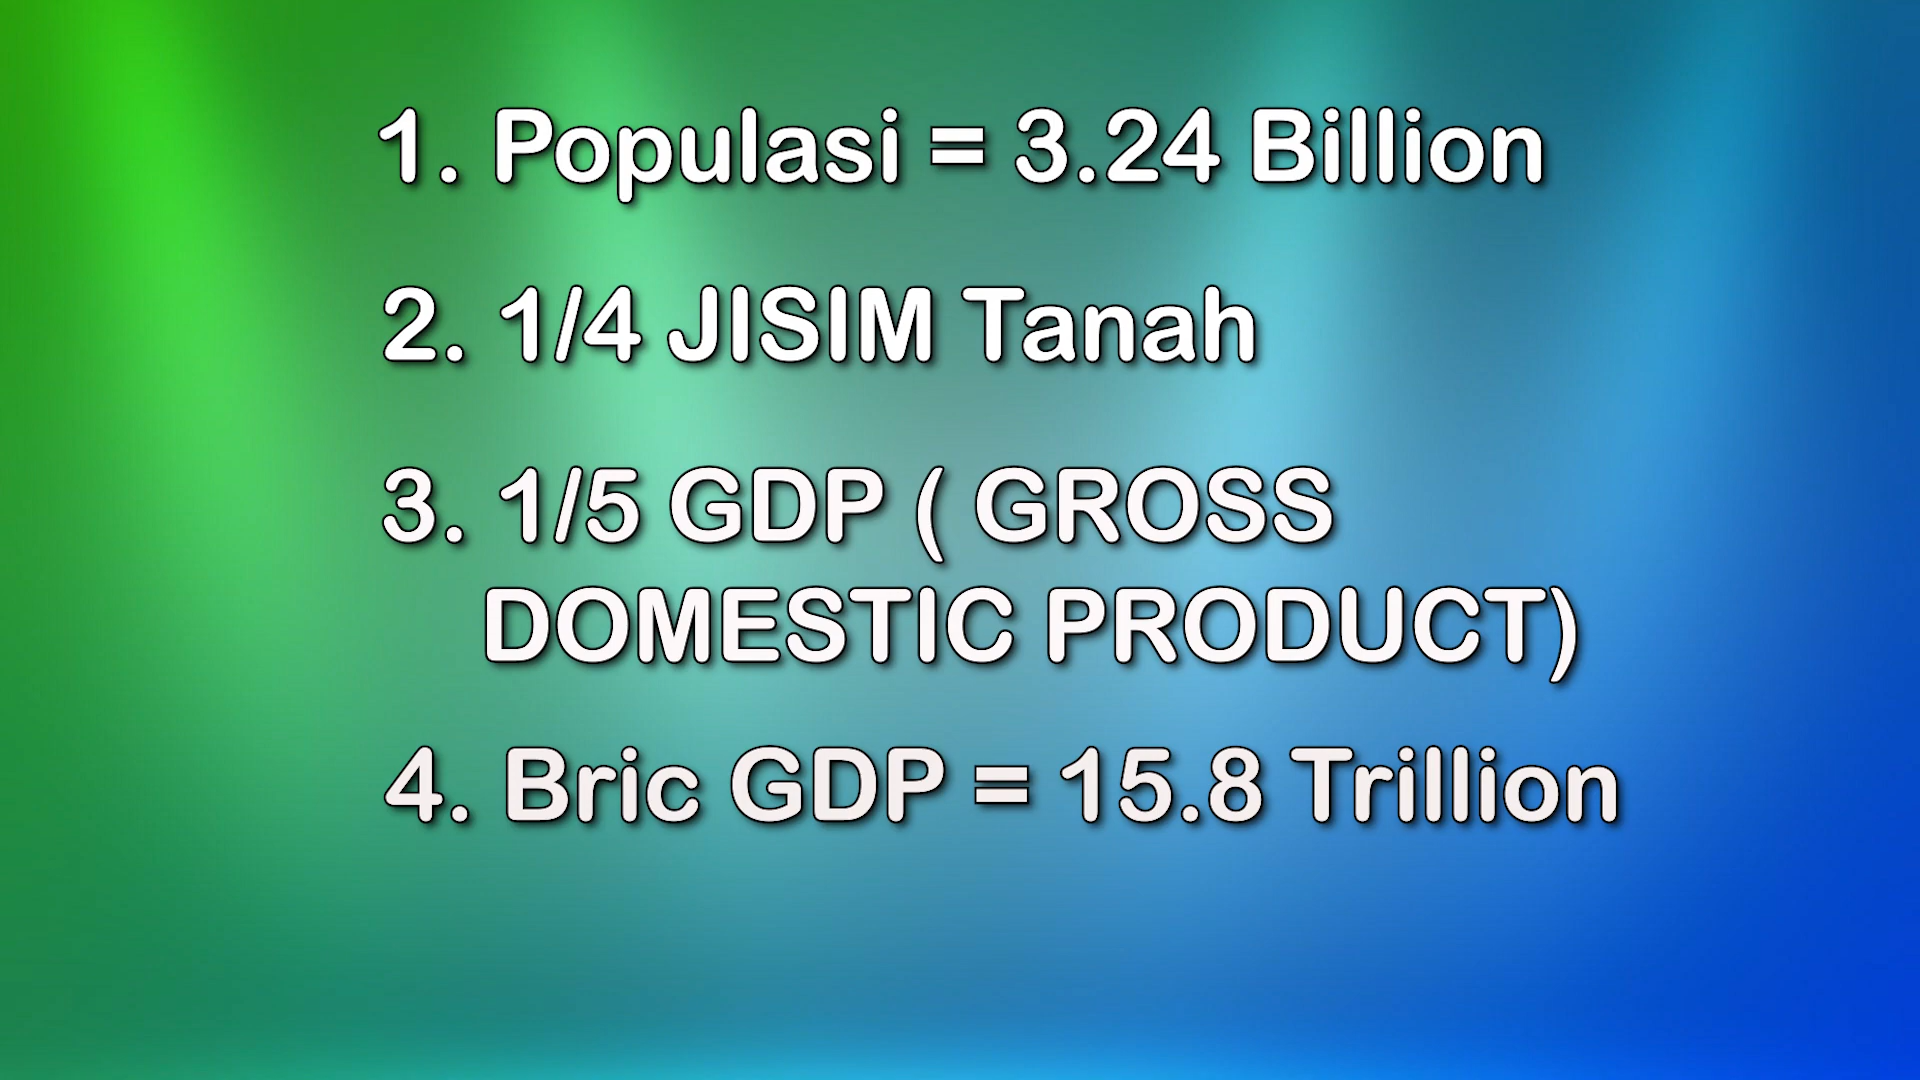 1. Populasi = 3.24 Billion
2. 1/4 JISIM Tanah
3. 1/5 GDP ( GROSS
DOMESTIC PRODUCT)
4. Bric GDP = 15.8 Trillion